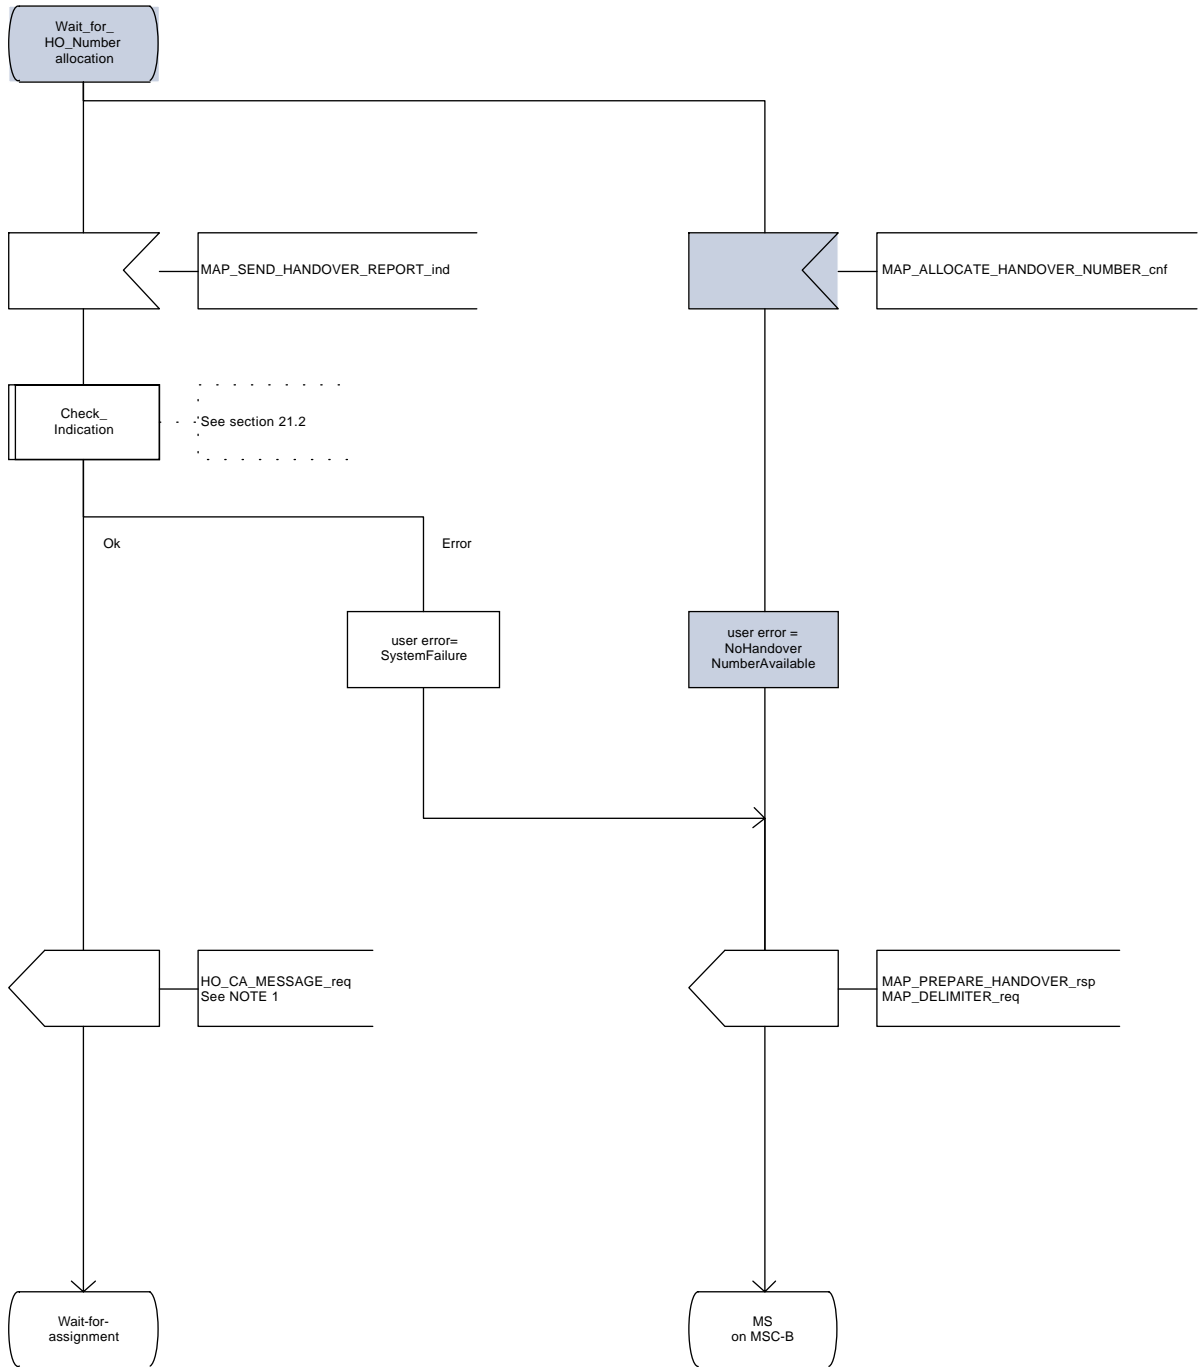 Wait_for_
HO_Number
allocation
MAP_SEND_HANDOVER_REPORT_ind
MAP_ALLOCATE_HANDOVER_NUMBER_cnf
Check_
Indication
See section 21.2
Ok
Error
user error=
SystemFailure
user error =
NoHandover
NumberAvailable
HO_CA_MESSAGE_req
See NOTE 1
MAP_PREPARE_HANDOVER_rsp
MAP_DELIMITER_req
Wait-for-
assignment
MS
on MSC-B